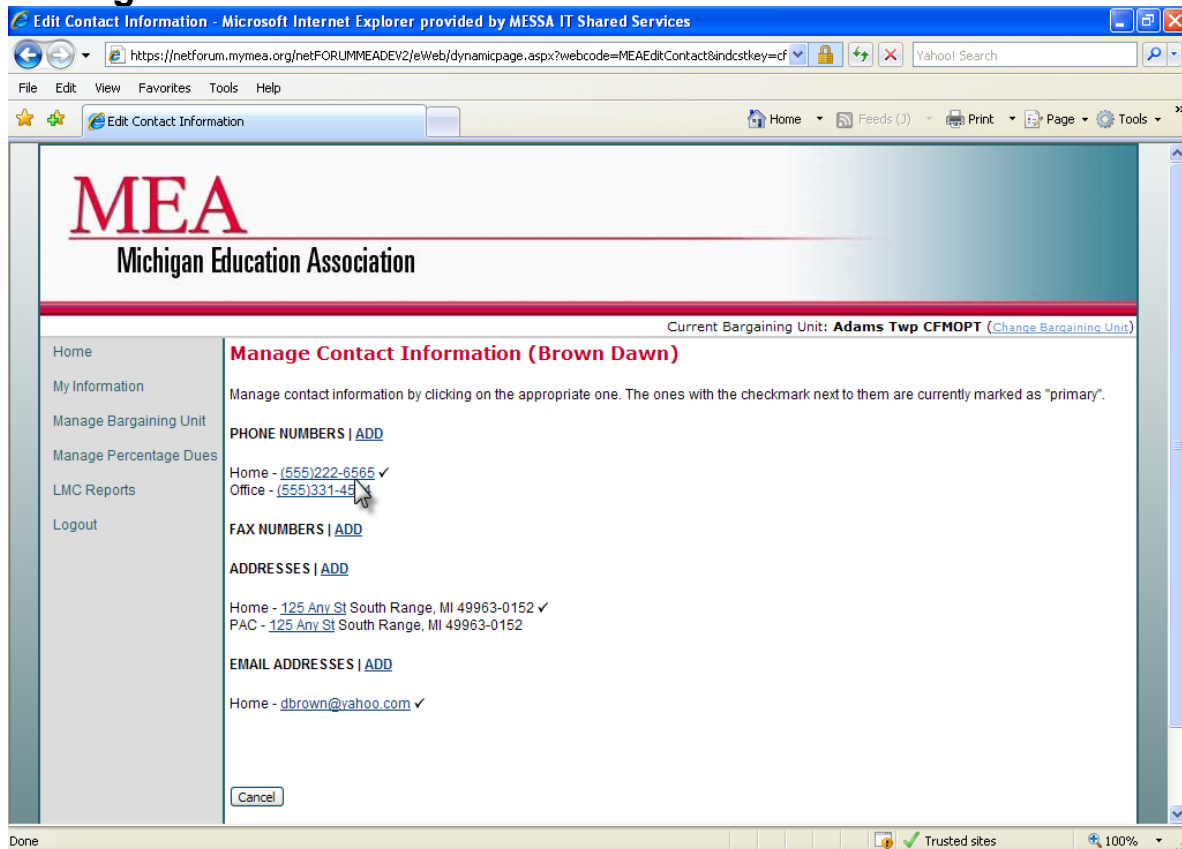 Edit Contact Information - Microsoft Internet Explorer provided by MESSA IT Shared Services
https://netforum.mymea.org/netFORUMMEADEV2/eWeb/dynamicpage.aspx?webcode=MEAEditContact&indcstkey=cf
Yahoo! Search
File Edit View Favorites Tools Help
Edit Contact Information
Home Feeds (J) Print Page Tools »
MEA
Michigan Education Association
Current Bargaining Unit: Adams Twp CFMOPT (Change Bargaining Unit)
Home
My Information
Manage Bargaining Unit
Manage Percentage Dues
LMC Reports
Logout
Manage Contact Information (Brown Dawn)
Manage contact information by clicking on the appropriate one. The ones with the checkmark next to them are currently marked as "primary".
PHONE NUMBERS | ADD
Home - (555)222-6565 ✓
Office -
FAX NUMBERS | ADD
ADDRESSES | ADD
Home - 125 Any St South Range, MI 49963-0152 ✓
PAC - 125 Any St South Range, MI 49963-0152
EMAIL ADDRESSES | ADD
Home - dbrown@yahoo.com ✓
Cancel
Done
Trusted sites
100%